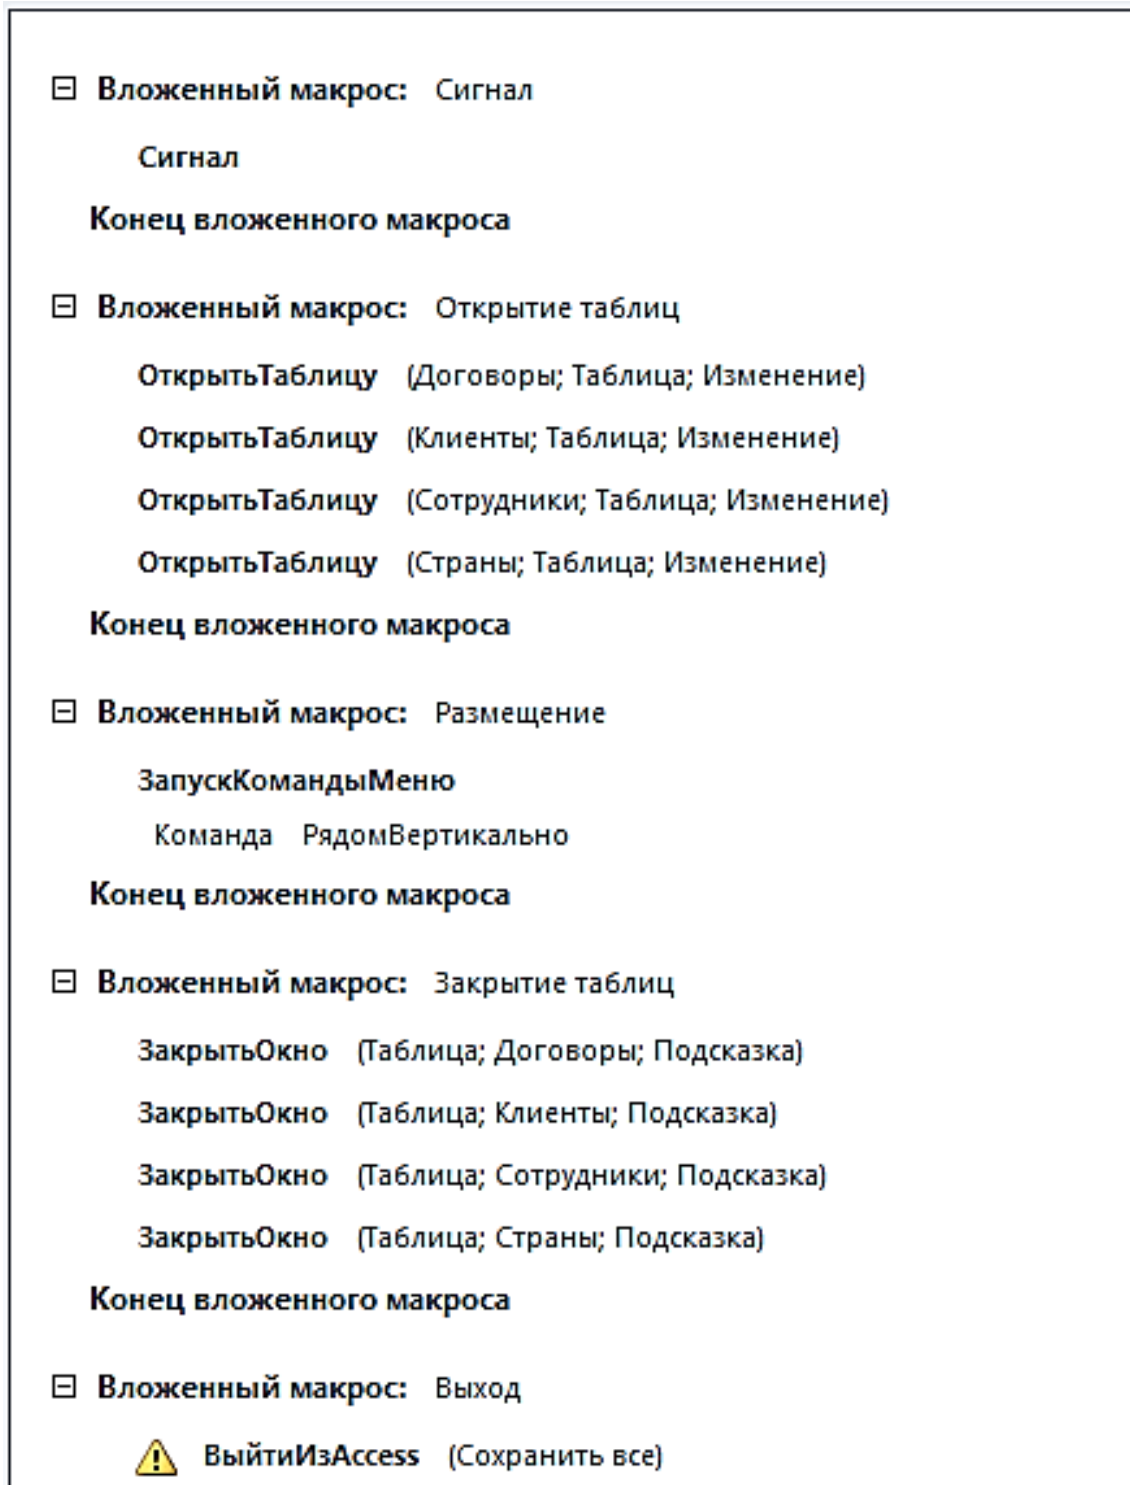 Вложенный макрос: Сигнал
Сигнал
Конец вложенного макроса
Вложенный макрос: Открытие таблиц
ОткрытьТаблицу (Договоры; Таблица; Изменение)
ОткрытьТаблицу (Клиенты; Таблица; Изменение)
ОткрытьТаблицу (Сотрудники; Таблица; Изменение)
ОткрытьТаблицу (Страны; Таблица; Изменение)
Конец вложенного макроса
Вложенный макрос: Размещение
ЗапускКомандыМеню
Команда РядомВертикально
Конец вложенного макроса
Вложенный макрос: Закрытие таблиц
ЗакрытьОкно (Таблица; Договоры; Подсказка)
ЗакрытьОкно (Таблица; Клиенты; Подсказка)
ЗакрытьОкно (Таблица; Сотрудники; Подсказка)
ЗакрытьОкно (Таблица; Страны; Подсказка)
Конец вложенного макроса
Вложенный макрос: Выход
ВыйтиИзAccess (Сохранить все)